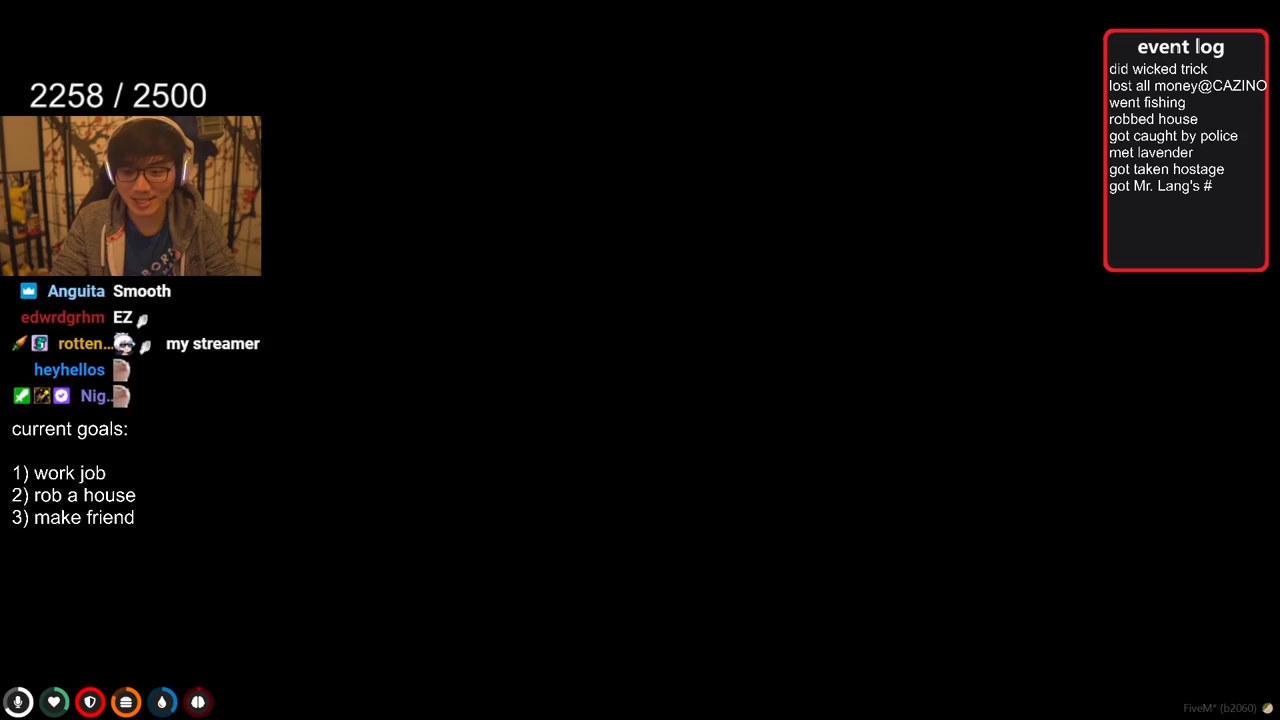 2258 / 2500
Anguita Smooth
edwrdgrhm EZ
rotten… my streamer
heyhellos
Nig..
current goals:
1) work job
2) rob a house
3) make friend
event log
did wicked trick
lost all money@CAZINO
went fishing
robbed house
got caught by police
met lavender
got taken hostage
got Mr. Lang's #
FiveM* (b2060)